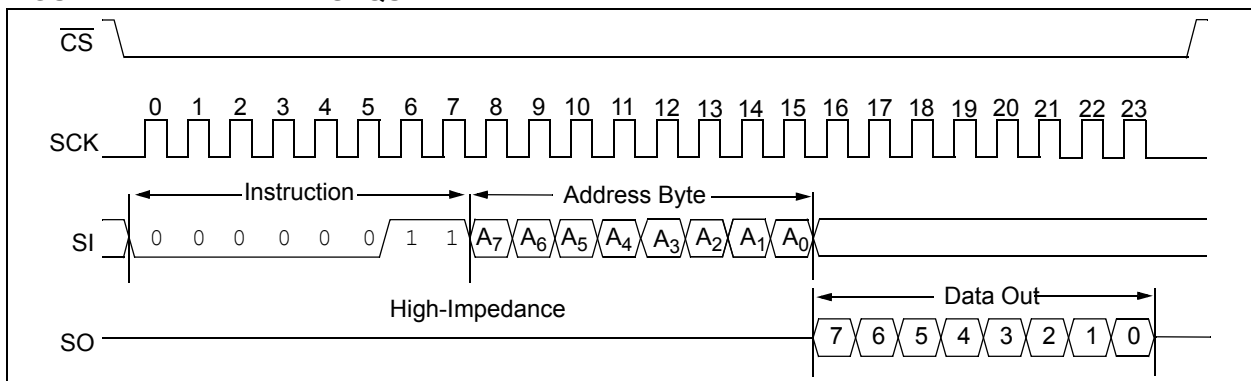 CS
0 1 2 3 4 5 6 7 8 9 10 11 12 13 14 15 16 17 18 19 20 21 22 23
SCK
Instruction
Address Byte
SI
0 0 0 0 0 0 1 1 A7 A6 A5 A4 A3 A2 A1 A0
Data Out
High-Impedance
SO
7 6 5 4 3 2 1 0